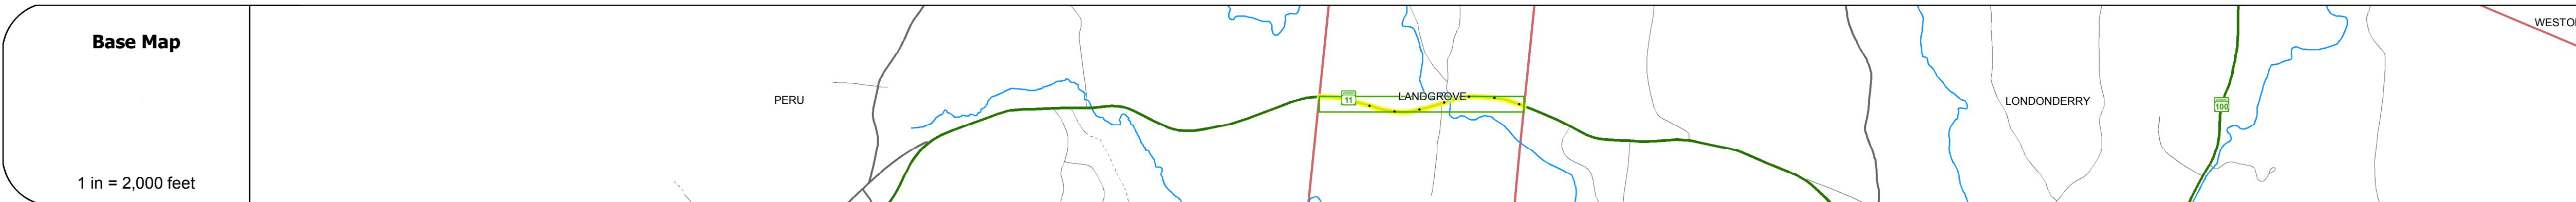 Base Map
1 in = 2,000 feet
PERU
11
LANDGROVE
LONDONDERRY
100